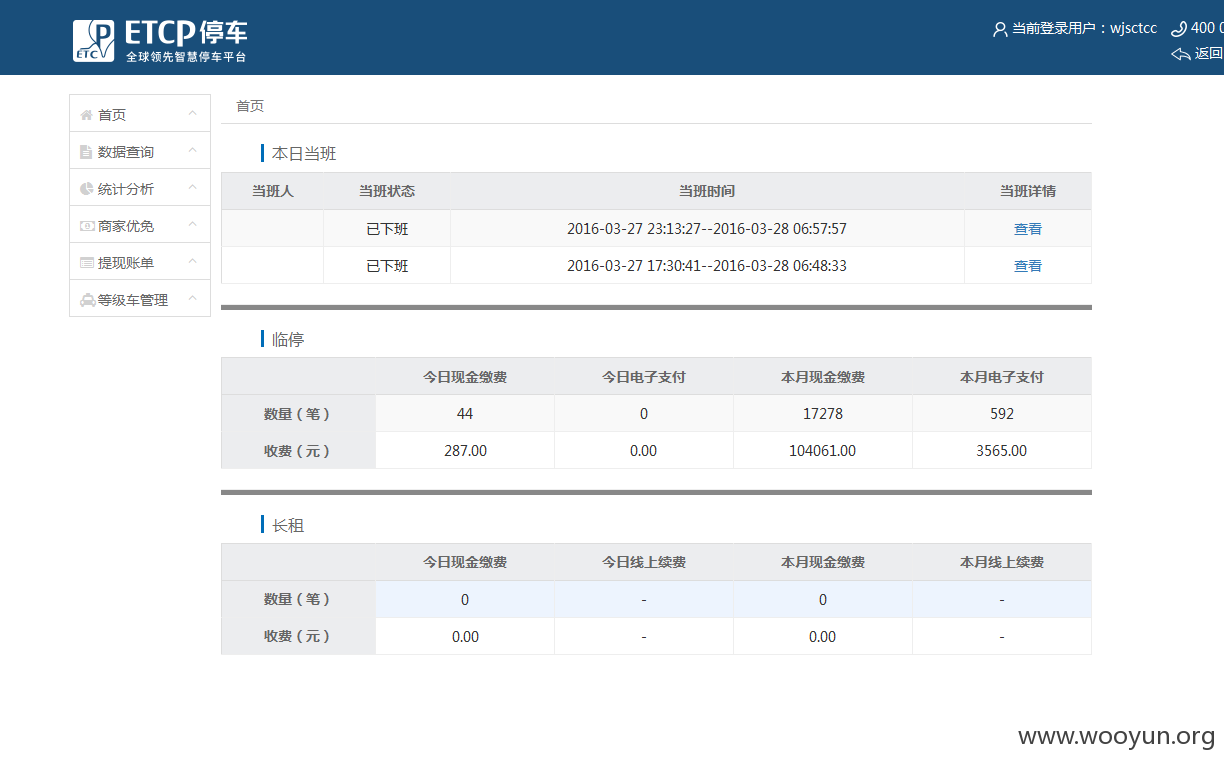 ETCP 停车
ETC P
全球领先智慧停车平台
当前登录用户：wjsctcc
400 0
返回
首页
数据查询
统计分析
商家优免
提现账单
等级车管理
首页
本日当班
当班人 当班状态 当班时间 当班详情
已下班 2016-03-27 23:13:27--2016-03-28 06:57:57 查看
已下班 2016-03-27 17:30:41--2016-03-28 06:48:33 查看
临停
今日现金缴费 今日电子支付 本月现金缴费 本月电子支付
数量（笔） 44 0 17278 592
收费（元） 287.00 0.00 104061.00 3565.00
长租
今日现金缴费 今日线上续费 本月现金缴费 本月线上续费
数量（笔） 0 - 0 -
收费（元） 0.00 - 0.00 -
www.wooyun.org